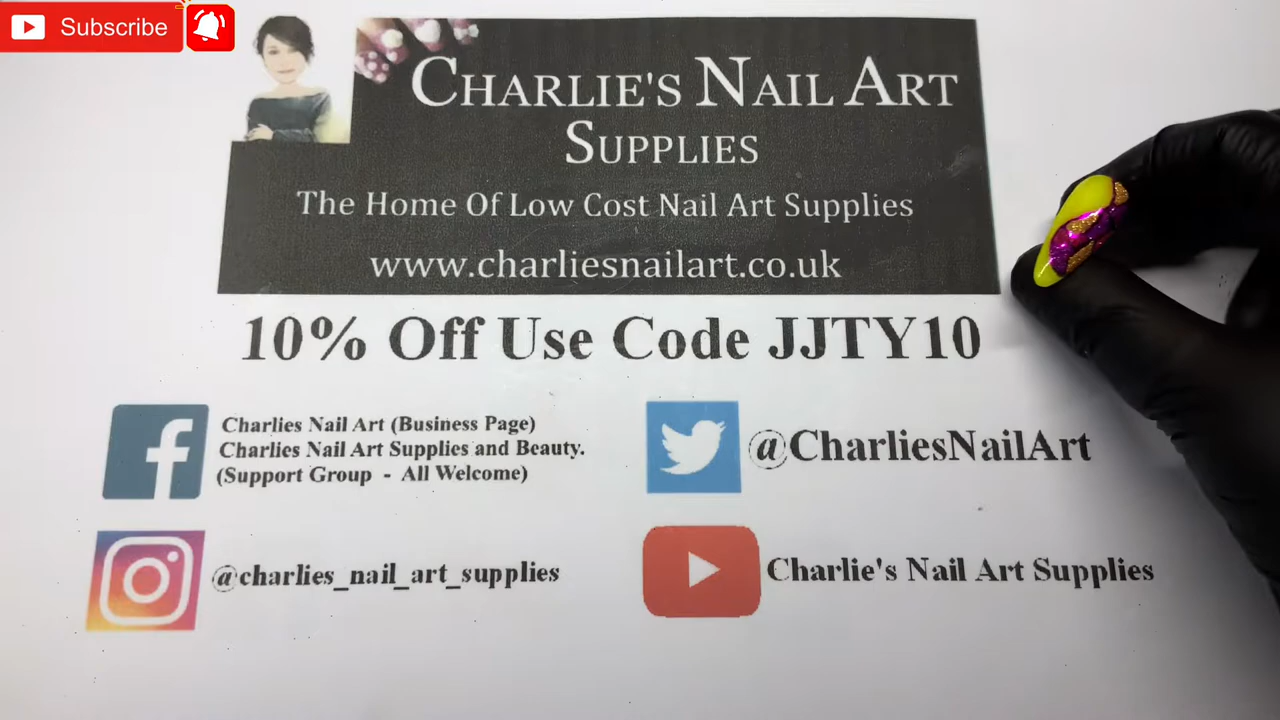 Subscribe
CHARLIE'S NAIL ART
SUPPLIES
The Home Of Low Cost Nail Art Supplies
www.charliesnailart.co.uk
10% Off Use Code JJTY10
Charlies Nail Art (Business Page)
Charlies Nail Art Supplies and Beauty.
(Support Group - All Welcome)
@CharliesNailArt
@charlies_nail_art_supplies
Charlie's Nail Art Supplies